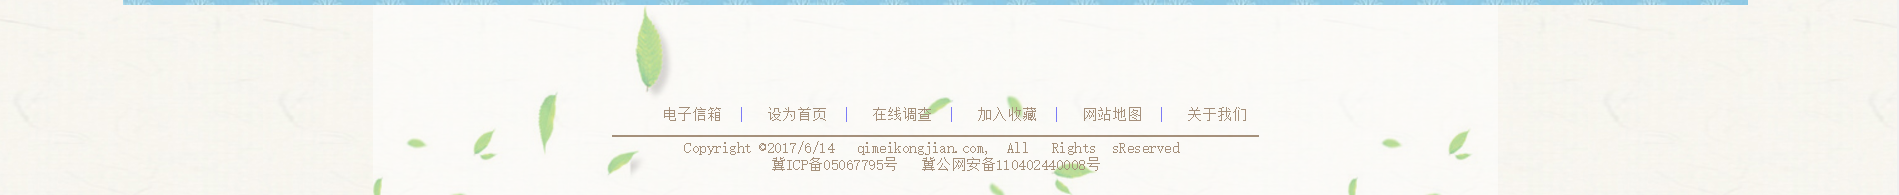 电子信箱 | 设为首页 | 在线调查 | 加入收藏 | 网站地图 | 关于我们
Copyright ©2017/6/14 qimeikongjian.com, All Rights sReserved
冀ICP备05067795号 冀公网安备110402440008号